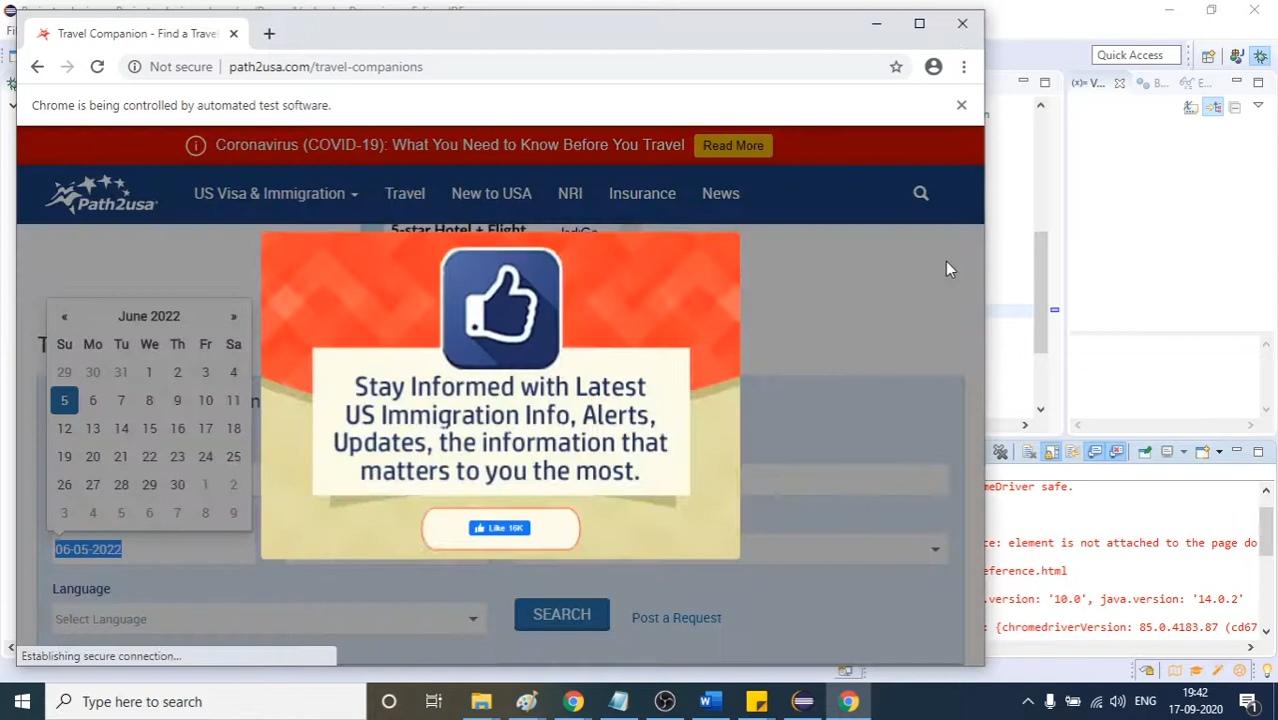 Travel Companion - Find a Trave
Quick Access
Not secure
path2usa.com/travel-companions
(x)= V...
B...
E...
Chrome is being controlled by automated test software.
Coronavirus (COVID-19): What You Need to Know Before You Travel
Read More
Path2usa
US Visa & Immigration
Travel
New to USA
NRI
Insurance
News
5-star Hotel + Flight
IndiGo
June 2022
« »
Su Mo Tu We Th Fr Sa
29 30 31 1 2 3 4
5 6 7 8 9 10 11
12 13 14 15 16 17 18
19 20 21 22 23 24 25
26 27 28 29 30 1 2
3 4 5 6 7 8 9
Stay Informed with Latest
US Immigration Info, Alerts,
Updates, the information that
matters to you the most.
Like 16K
06-05-2022
Language
Select Language
SEARCH
Post a Request
Establishing secure connection...
meDriver safe.
ce: element is not attached to the page do
eference.html
.version: '10.0', java.version: '14.0.2'
: {chromedriverVersion: 85.0.4183.87 (cd67
Type here to search
ENG
19:42
17-09-2020
1